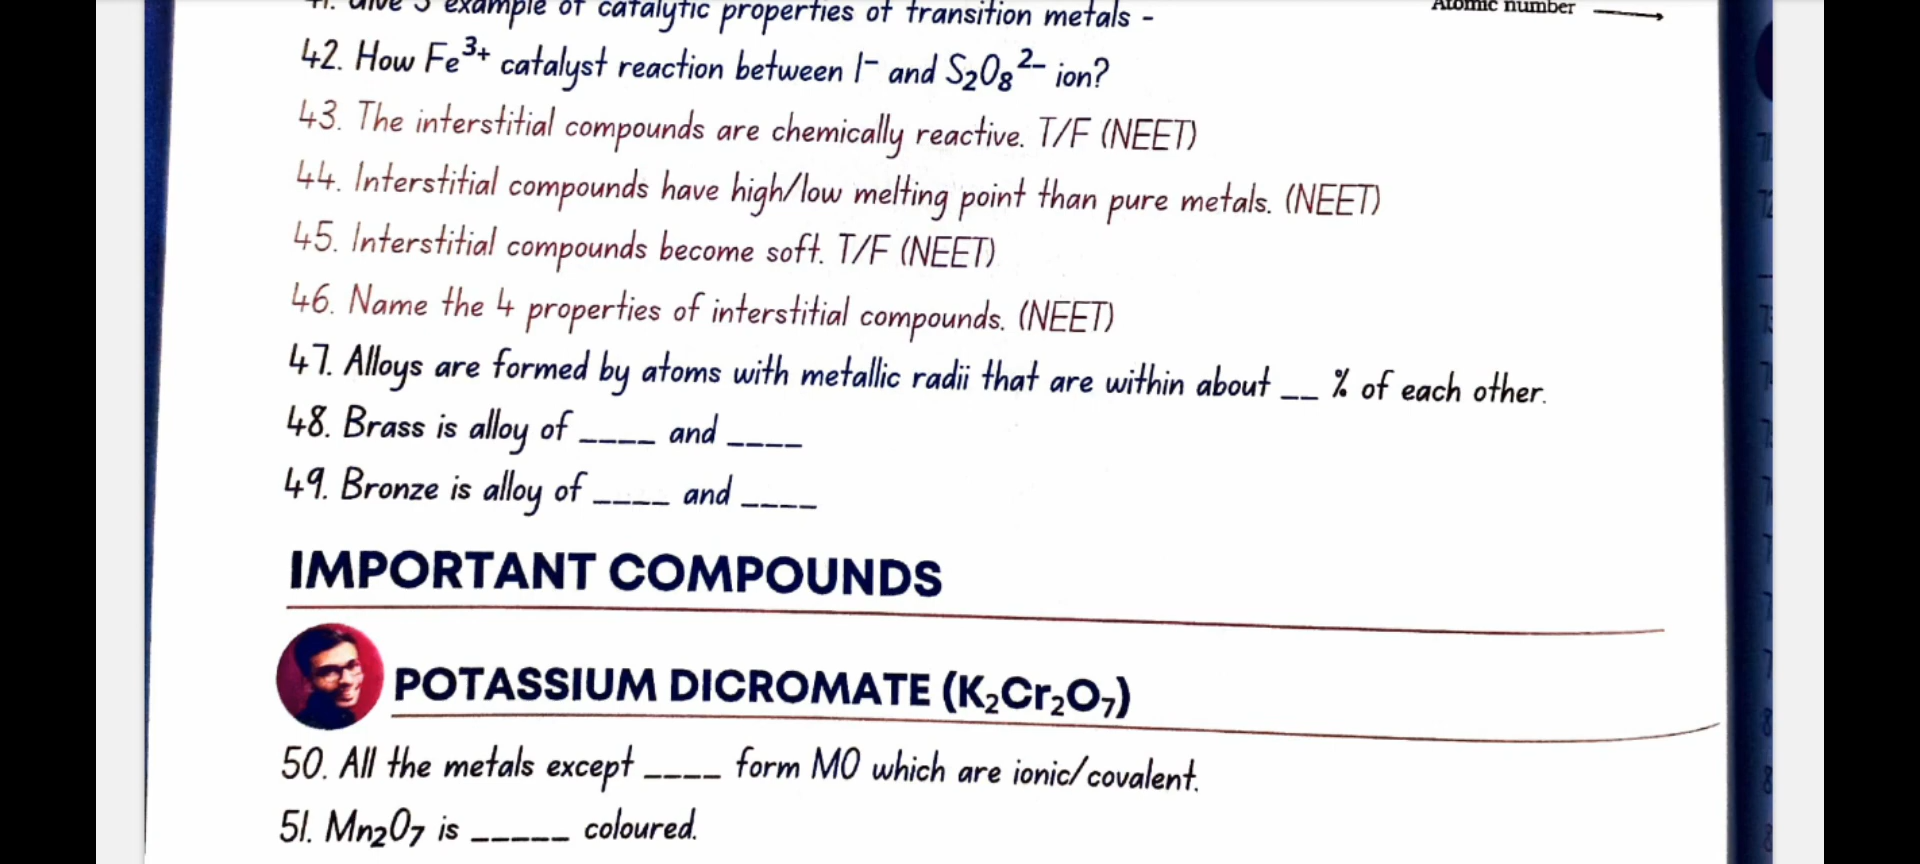 41. Give 3 example of catalytic properties of transition metals -
Atomic number
42. How Fe³⁺ catalyst reaction between I⁻ and S₂O₈²⁻ ion?
43. The interstitial compounds are chemically reactive. T/F (NEET)
44. Interstitial compounds have high/low melting point than pure metals. (NEET)
45. Interstitial compounds become soft. T/F (NEET)
46. Name the 4 properties of interstitial compounds. (NEET)
47. Alloys are formed by atoms with metallic radii that are within about __ % of each other.
48. Brass is alloy of ____ and ____
49. Bronze is alloy of ____ and ____
IMPORTANT COMPOUNDS
POTASSIUM DICROMATE (K₂Cr₂O₇)
50. All the metals except ____ form MO which are ionic/covalent.
51. Mn₂O₇ is _____ coloured.